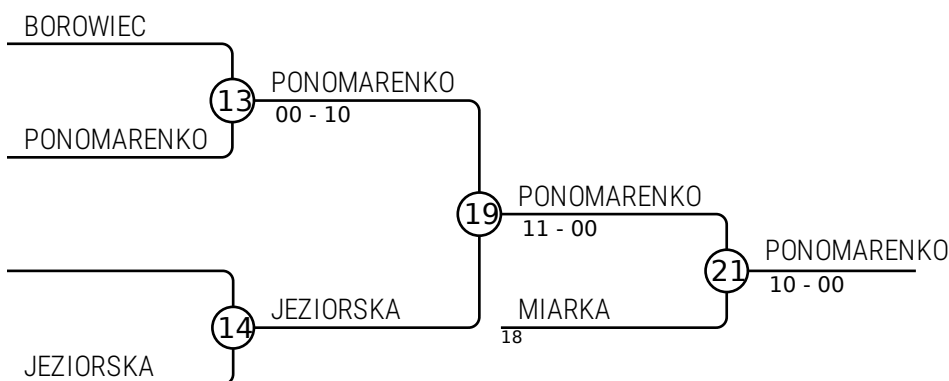 BOROWIEC
13
PONOMARENKO
00 - 10
PONOMARENKO
19
PONOMARENKO
11 - 00
21
PONOMARENKO
10 - 00
14
JEZIORSKA
MIARKA
18
JEZIORSKA